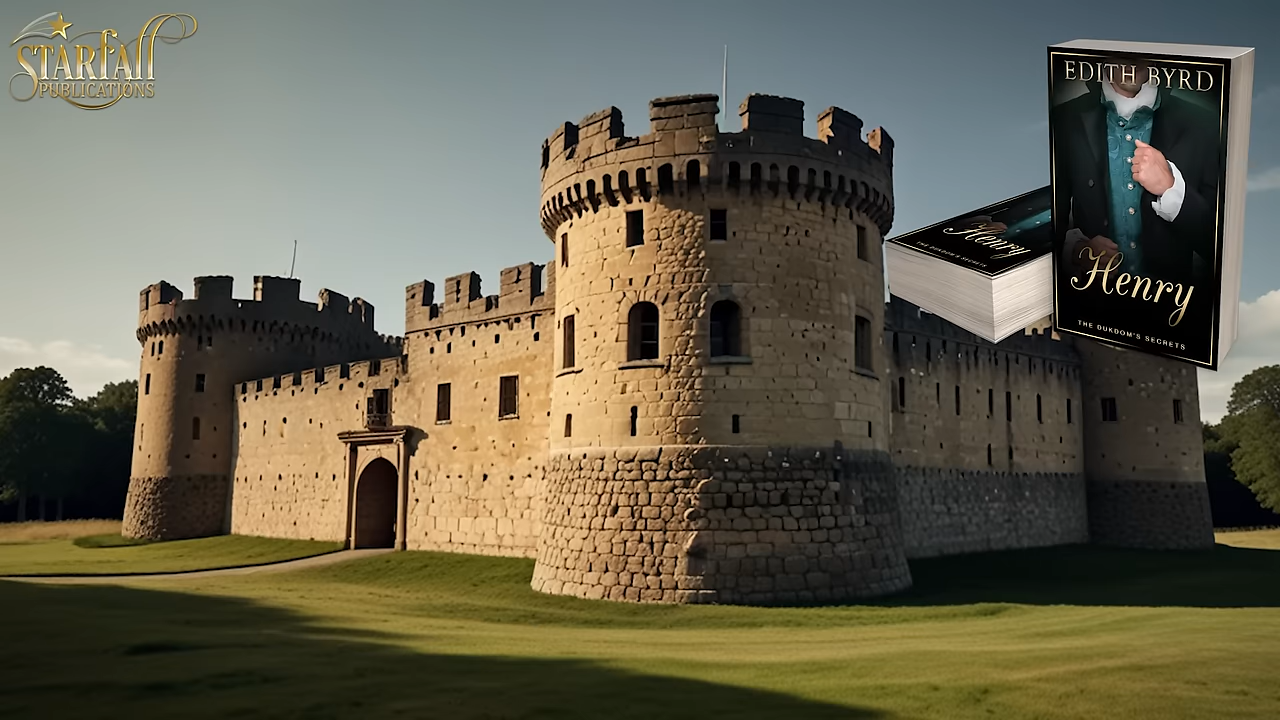 STARfall
PUBLICATIONS
EDITH BYRD
Henry
THE DUKDOM'S SECRETS
Henry
THE DUKDOM'S SECRETS